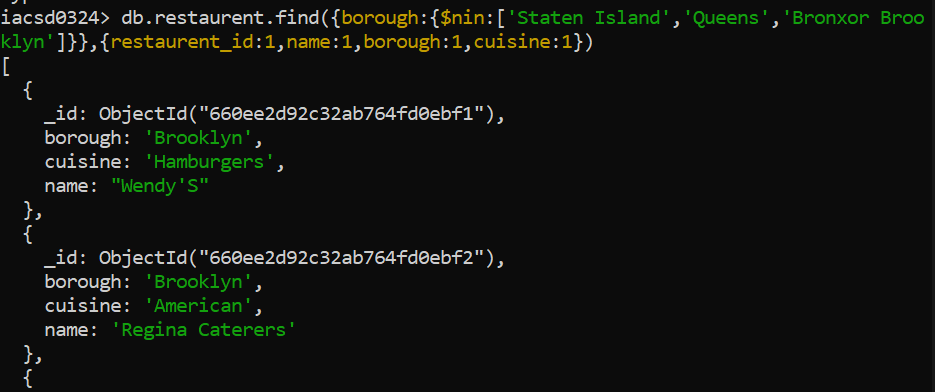 iacsd0324> db.restaurent.find({borough:{$nin:['Staten Island','Queens','Bronxor Broo
klyn']}},{restaurent_id:1,name:1,borough:1,cuisine:1})
[
  {
    _id: ObjectId("660ee2d92c32ab764fd0ebf1"),
    borough: 'Brooklyn',
    cuisine: 'Hamburgers',
    name: "Wendy'S"
  },
  {
    _id: ObjectId("660ee2d92c32ab764fd0ebf2"),
    borough: 'Brooklyn',
    cuisine: 'American',
    name: 'Regina Caterers'
  },
  {